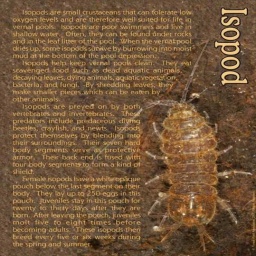 Isopod
Isopods are small crustaceans that can tolerate low
oxygen levels and are therefore well suited for life in
vernal pools. Isopods are poor swimmers and live in
shallow water. Often, they can be found under rocks
and in the leaf litter of the pool. When the vernal pool
dries up, some isopods survive by burrowing into moist
mud at the bottom of the pool depression.
Isopods help keep vernal pools clean. They eat
scavenged food such as dead aquatic animals,
decaying leaves, dying animals, aquatic vegetation,
bacteria, and fungi. By shredding leaves, they
make smaller pieces which can be eaten by
other animals.
Isopods are preyed on by both
vertebrates and invertebrates. These
predators include predacious diving
beetles, crayfish, and newts. Isopods
protect themselves by blending into
their surroundings. Their seven hard
body segments serve as protective
armor. Their back end is fused with
four body segments to form a kind of
shield.
Female isopods have a white opaque
pouch below the last segment on their
body. They lay up to 250 eggs in this
pouch. Juveniles stay in this pouch for
twenty to thirty days after they are
born. After leaving the pouch, juveniles
molt five to eight times before
becoming adults. These isopods then
breed every five or six weeks during
the spring and summer.